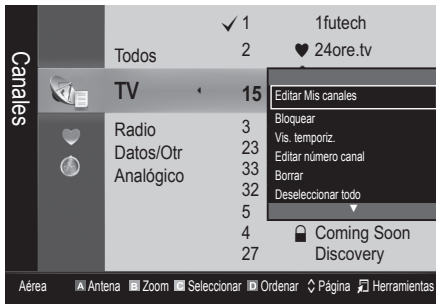 Canales
✓ 1 1futech
Todos 2 ♥ 24ore.tv
TV 15
Editar Mis canales
Bloquear
Vis. temporiz.
Editar número canal
Borrar
Deseleccionar todo
Radio 3
Datos/Otr 23
Analógico 33
32
5
4 Coming Soon
27 Discovery
Aérea A Antena B Zoom C Seleccionar D Ordenar Página Herramientas